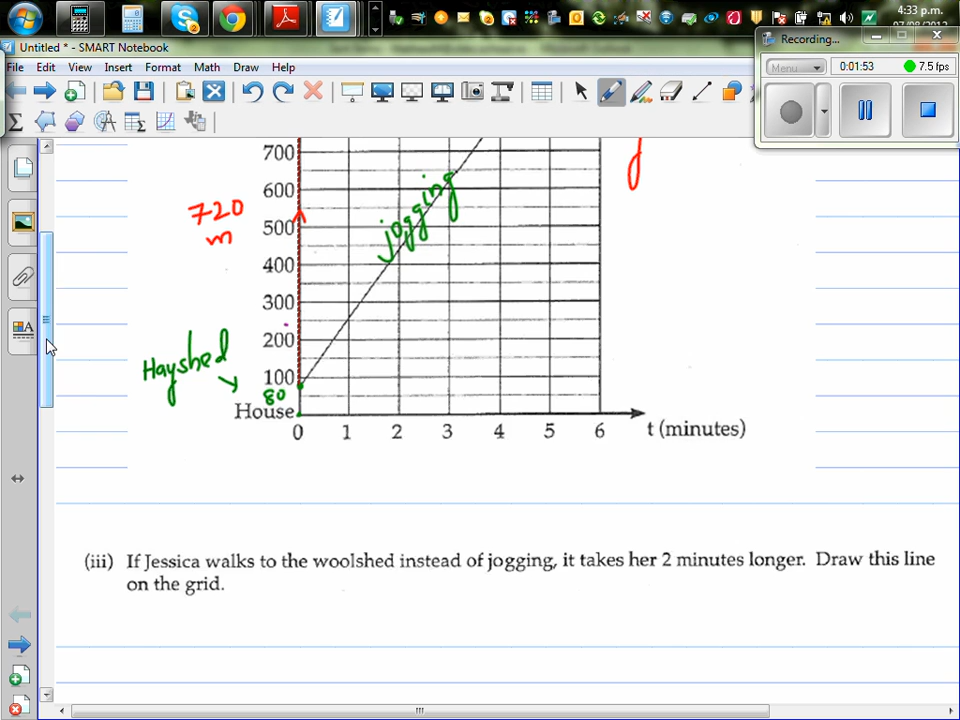 4:33 p.m.
Untitled * - SMART Notebook
File Edit View Insert Format Math Draw Help
Recording...
Menu 0:01:53 7.5 fps
700
600
720
m
500
jogging
400
300
200
Hayshed
100
80
House
0 1 2 3 4 5 6 t (minutes)
(iii) If Jessica walks to the woolshed instead of jogging, it takes her 2 minutes longer. Draw this line
on the grid.